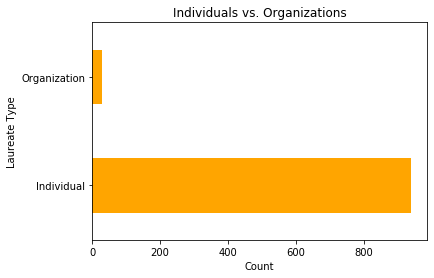 Individuals vs. Organizations
Laureate Type
Organization
Individual
0 200 400 600 800
Count